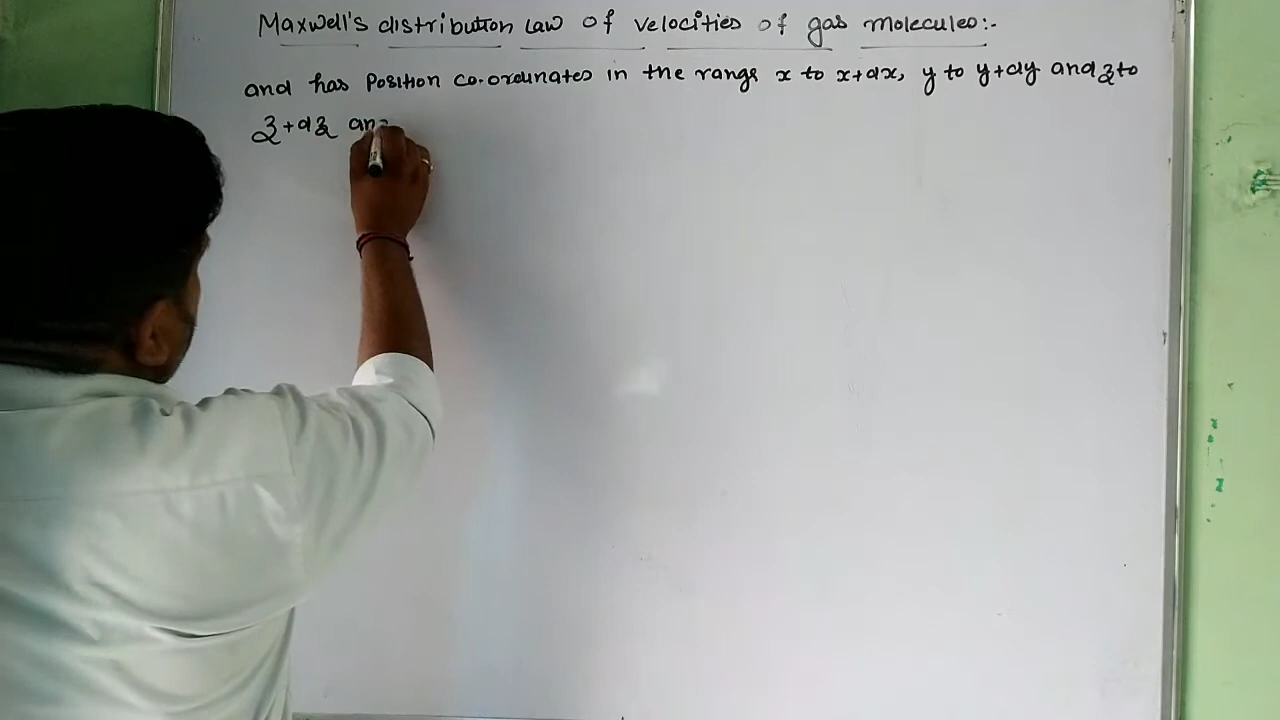 Maxwell's distribution Law of velocities of gas molecules:-
and has Position co-ordinates in the range x to x+dx, y to y+dy and z to
z+dz an